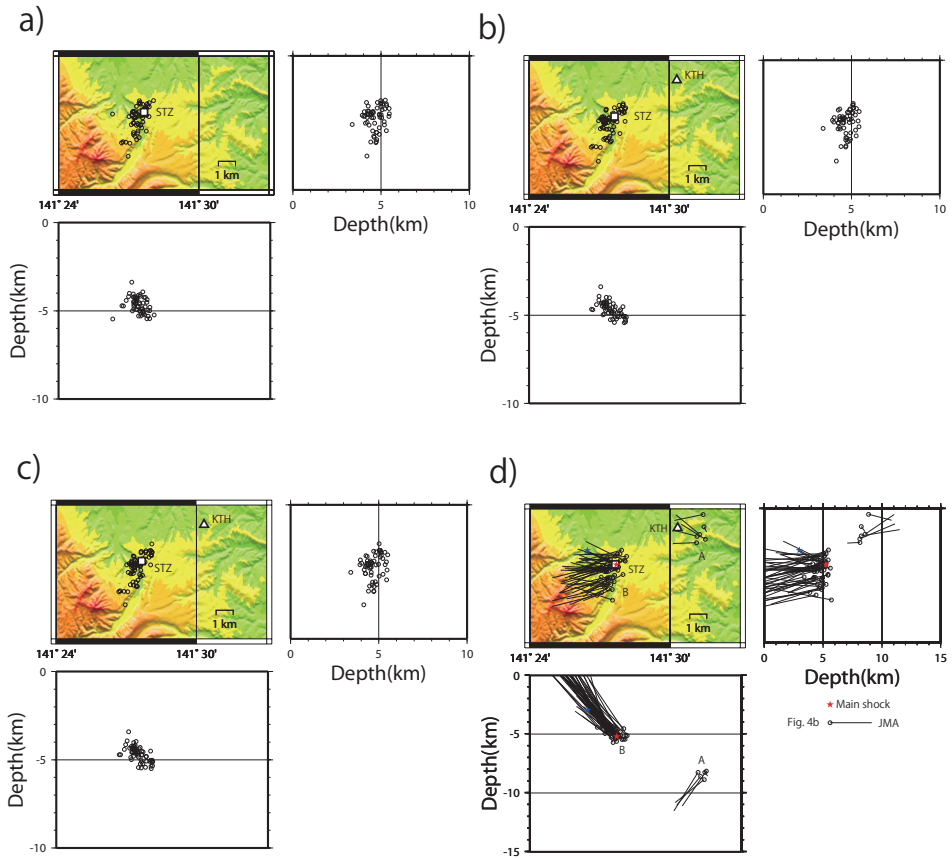 a)
STZ
1 km
141° 24'
141° 30'
0
5
10
Depth(km)
0
-5
-10
Depth(km)
b)
KTH
STZ
1 km
141° 24'
141° 30'
0
5
10
Depth(km)
0
-5
-10
Depth(km)
c)
KTH
STZ
1 km
141° 24'
141° 30'
0
5
10
Depth(km)
0
-5
-10
Depth(km)
d)
KTH
A
STZ
B
1 km
141° 24'
141° 30'
0
5
10
15
Depth(km)
Main shock
Fig. 4b
JMA
0
-5
-10
-15
Depth(km)
B
A